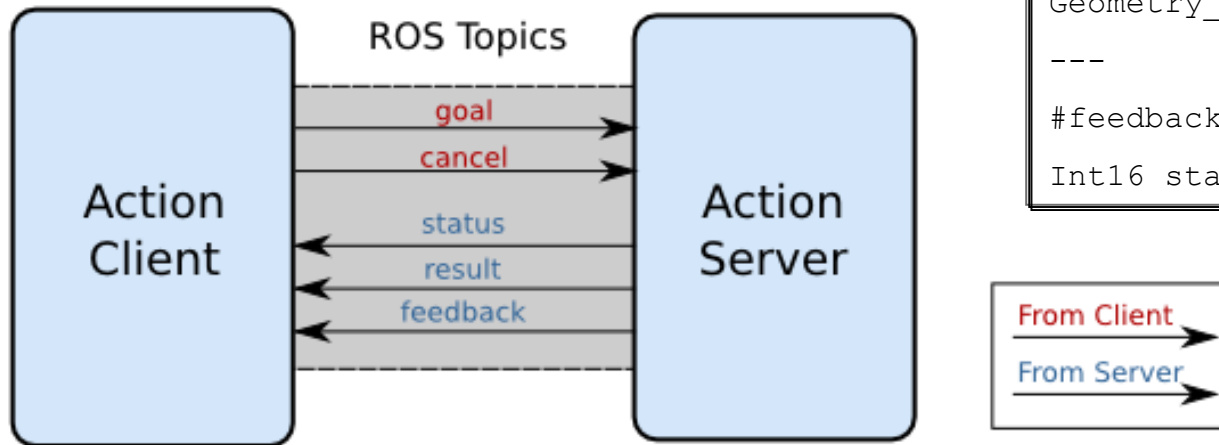 ROS Topics
goal
cancel
status
result
feedback
Action
Client
Action
Server
Geometry_
---
#feedback
Int16 sta
From Client
From Server